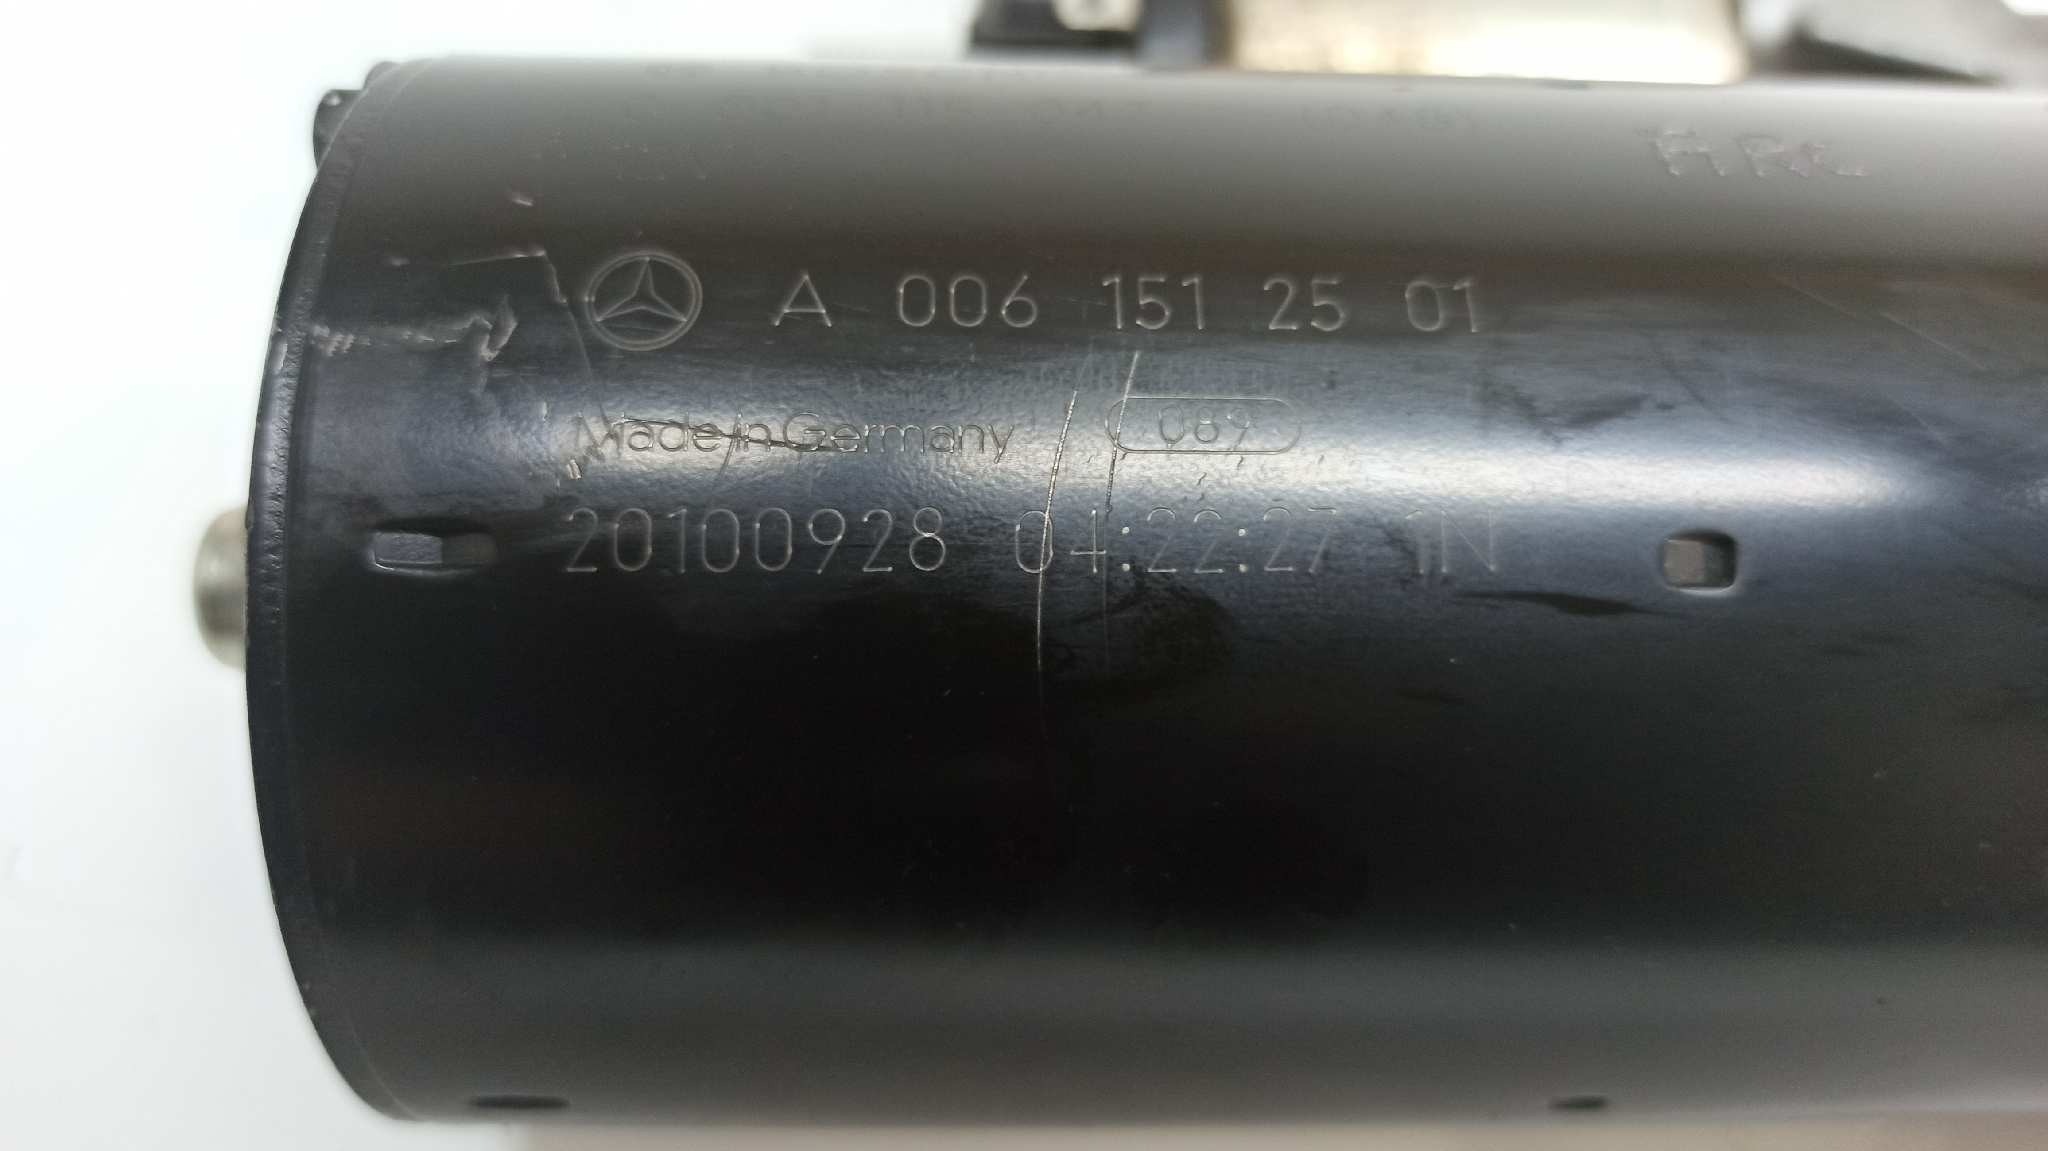 A 006 151 25 01
Made in Germany 089
20100928 04:22:27 1N